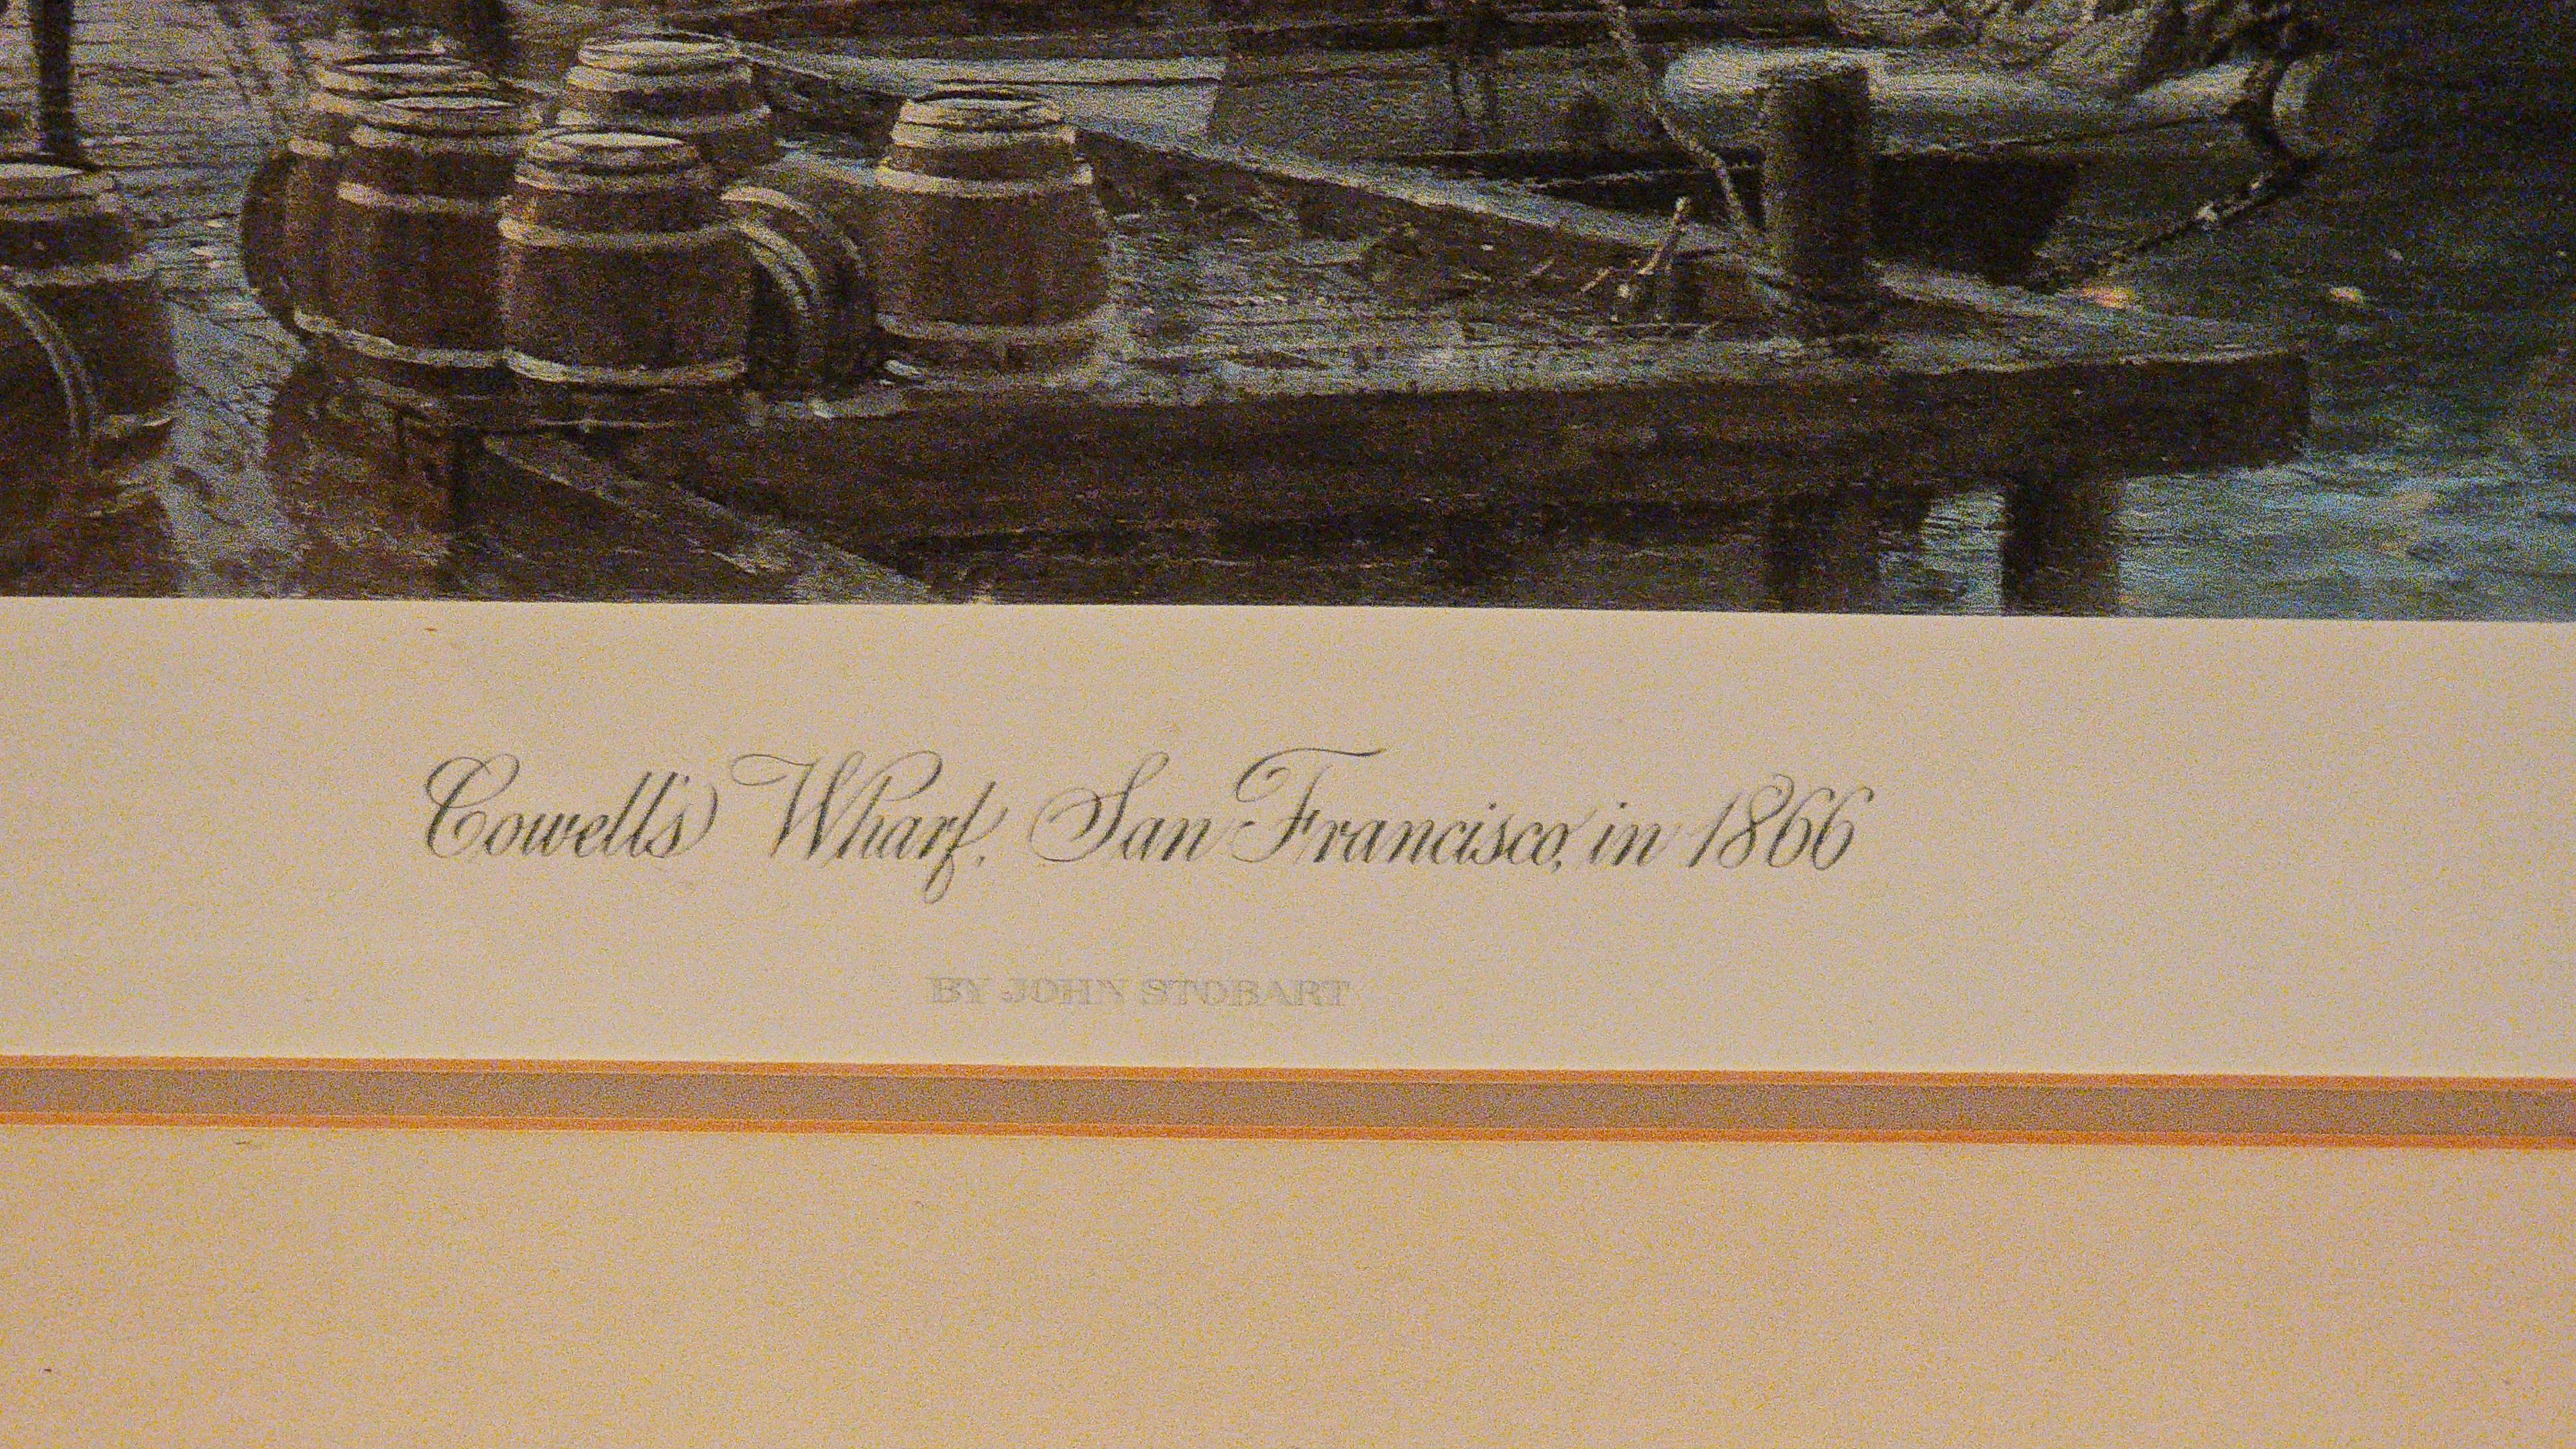 Cowell's Wharf, San Francisco, in 1866
BY JOHN STOBART